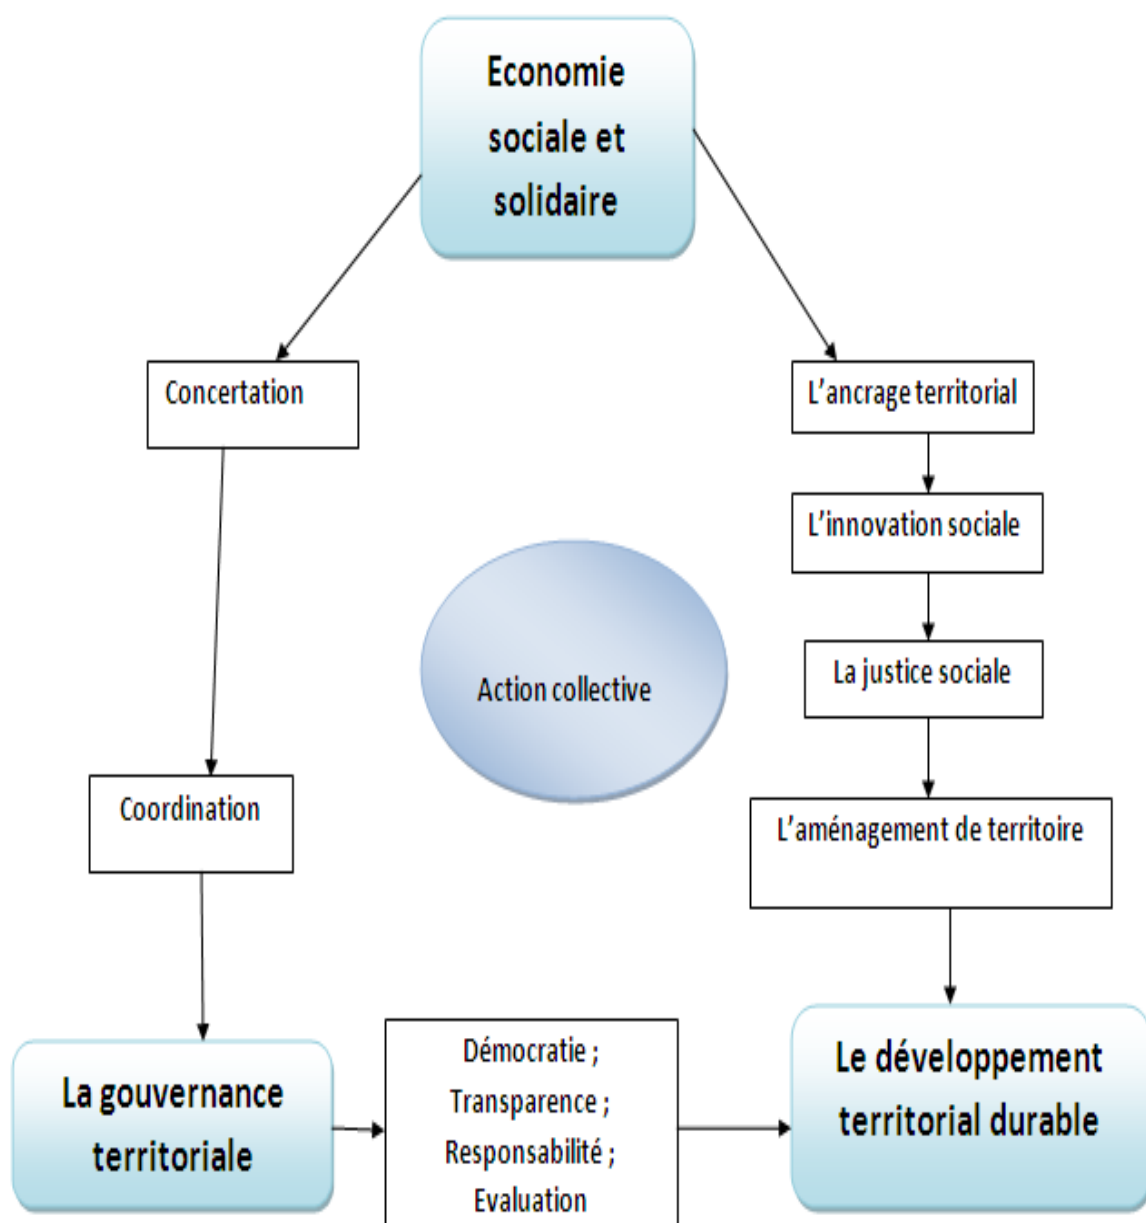 Economie
sociale et
solidaire
Concertation
L’ancrage territorial
L’innovation sociale
Action collective
La justice sociale
Coordination
L’aménagement de territoire
La gouvernance
territoriale
Démocratie ;
Transparence ;
Responsabilité ;
Evaluation
Le développement
territorial durable